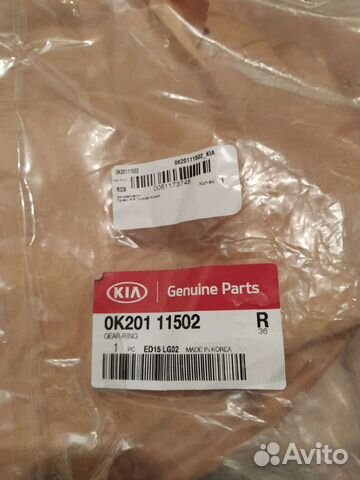 0K20111502
0K20111502_KIA
0061173748
KIA Genuine Parts
0K201 11502 R
GEAR-RING 36
1 PC ED15 LG02 MADE IN KOREA
Avito